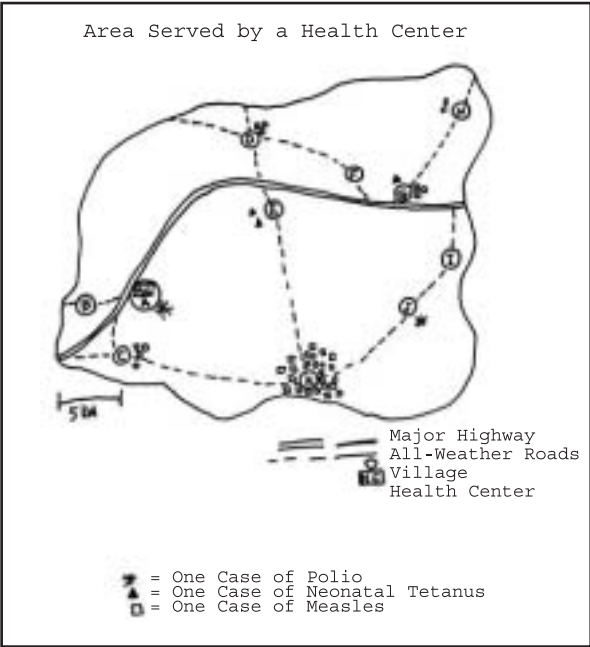 Area Served by a Health Center
D
F
E
I
B
A
C
J
5 km
Major Highway
All-Weather Roads
Village
Health Center
= One Case of Polio
= One Case of Neonatal Tetanus
= One Case of Measles